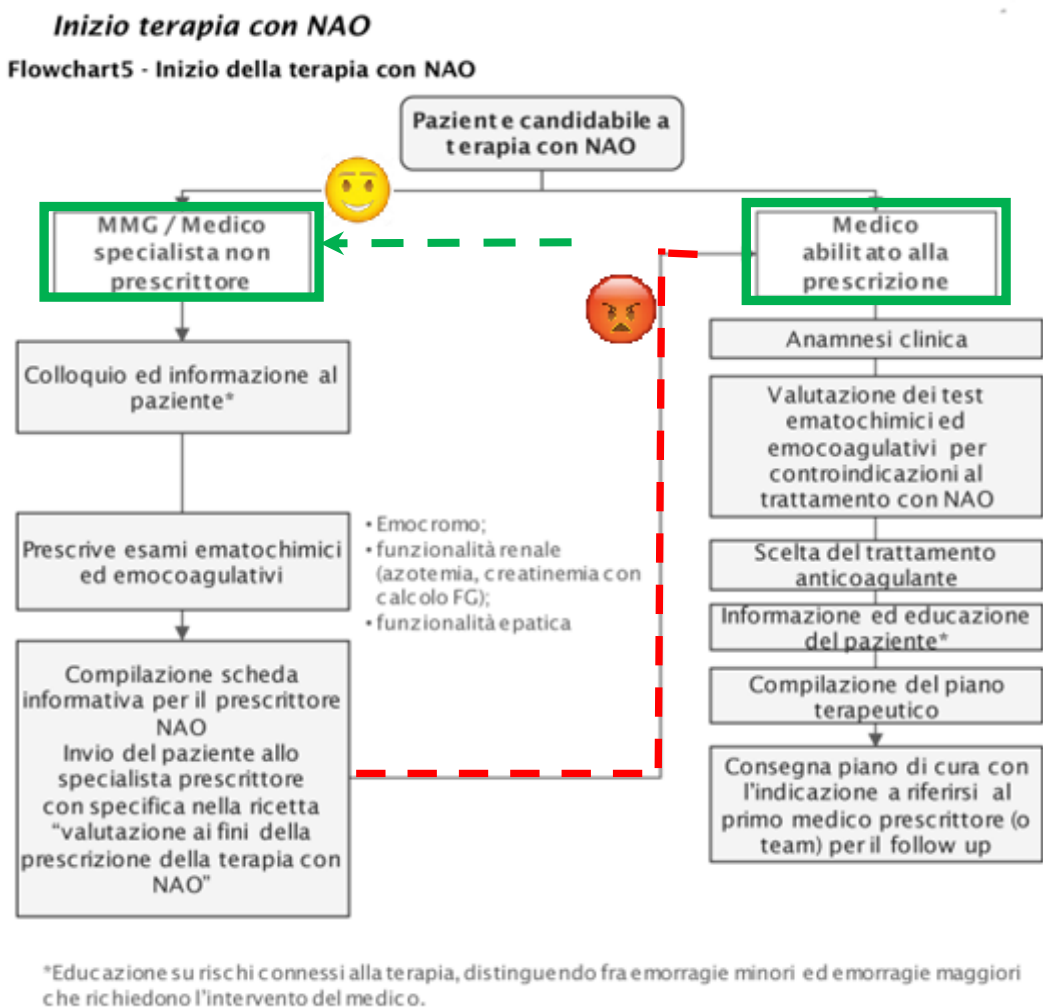 Inizio terapia con NAO
Flowchart5 - Inizio della terapia con NAO
Paziente candidabile a
terapia con NAO
MMG / Medico
specialista non
prescrittore
Colloquio ed informazione al
paziente*
Prescrive esami ematochimici
ed emocoagulativi
• Emocromo;
• funzionalità renale
(azotemia, creatinemia con
calcolo FG);
• funzionalità epatica
Compilazione scheda
informativa per il prescrittore
NAO
Invio del paziente allo
specialista prescrittore
con specifica nella ricetta
“valutazione ai fini della
prescrizione della terapia con
NAO”
Medico
abilitato alla
prescrizione
Anamnesi clinica
Valutazione dei test
ematochimici ed
emocoagulativi per
controindicazioni al
trattamento con NAO
Scelta del trattamento
anticoagulante
Informazione ed educazione
del paziente*
Compilazione del piano
terapeutico
Consegna piano di cura con
l'indicazione a riferirsi al
primo medico prescrittore (o
team) per il follow up
*Educazione su rischi connessi alla terapia, distinguendo fra emorragie minori ed emorragie maggiori
che richiedono l'intervento del medico.